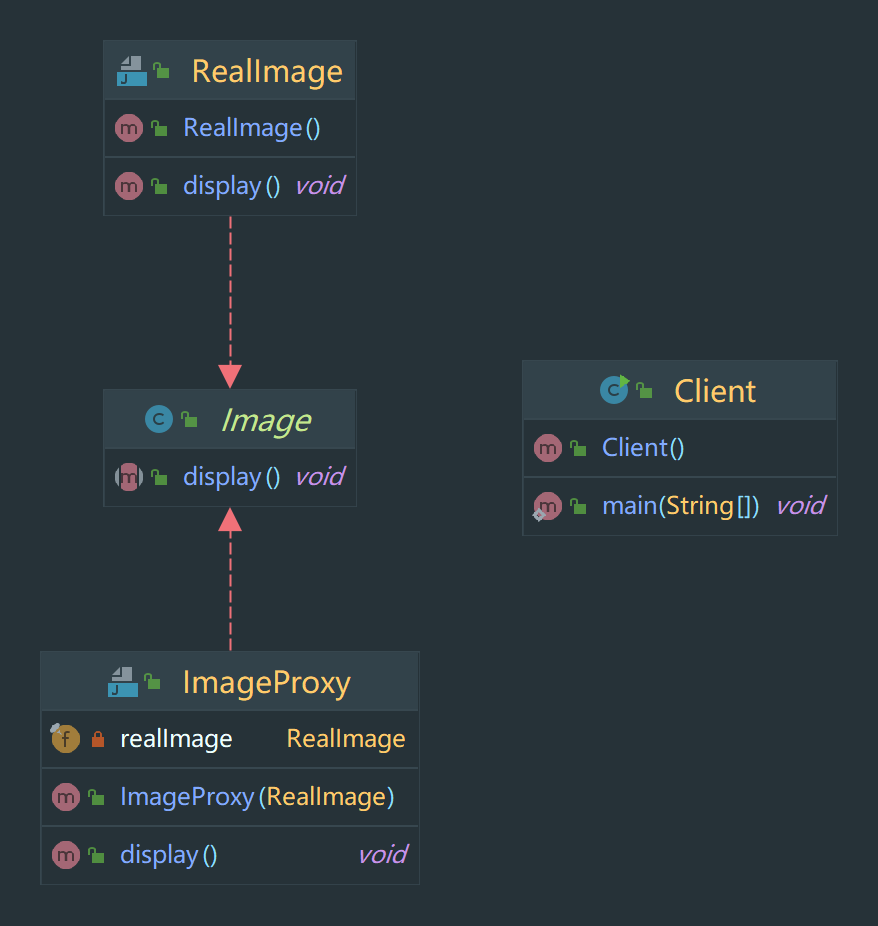 RealImage
RealImage()
display() void
Image
display() void
Client
Client()
main(String[]) void
ImageProxy
realImage RealImage
ImageProxy(RealImage)
display() void